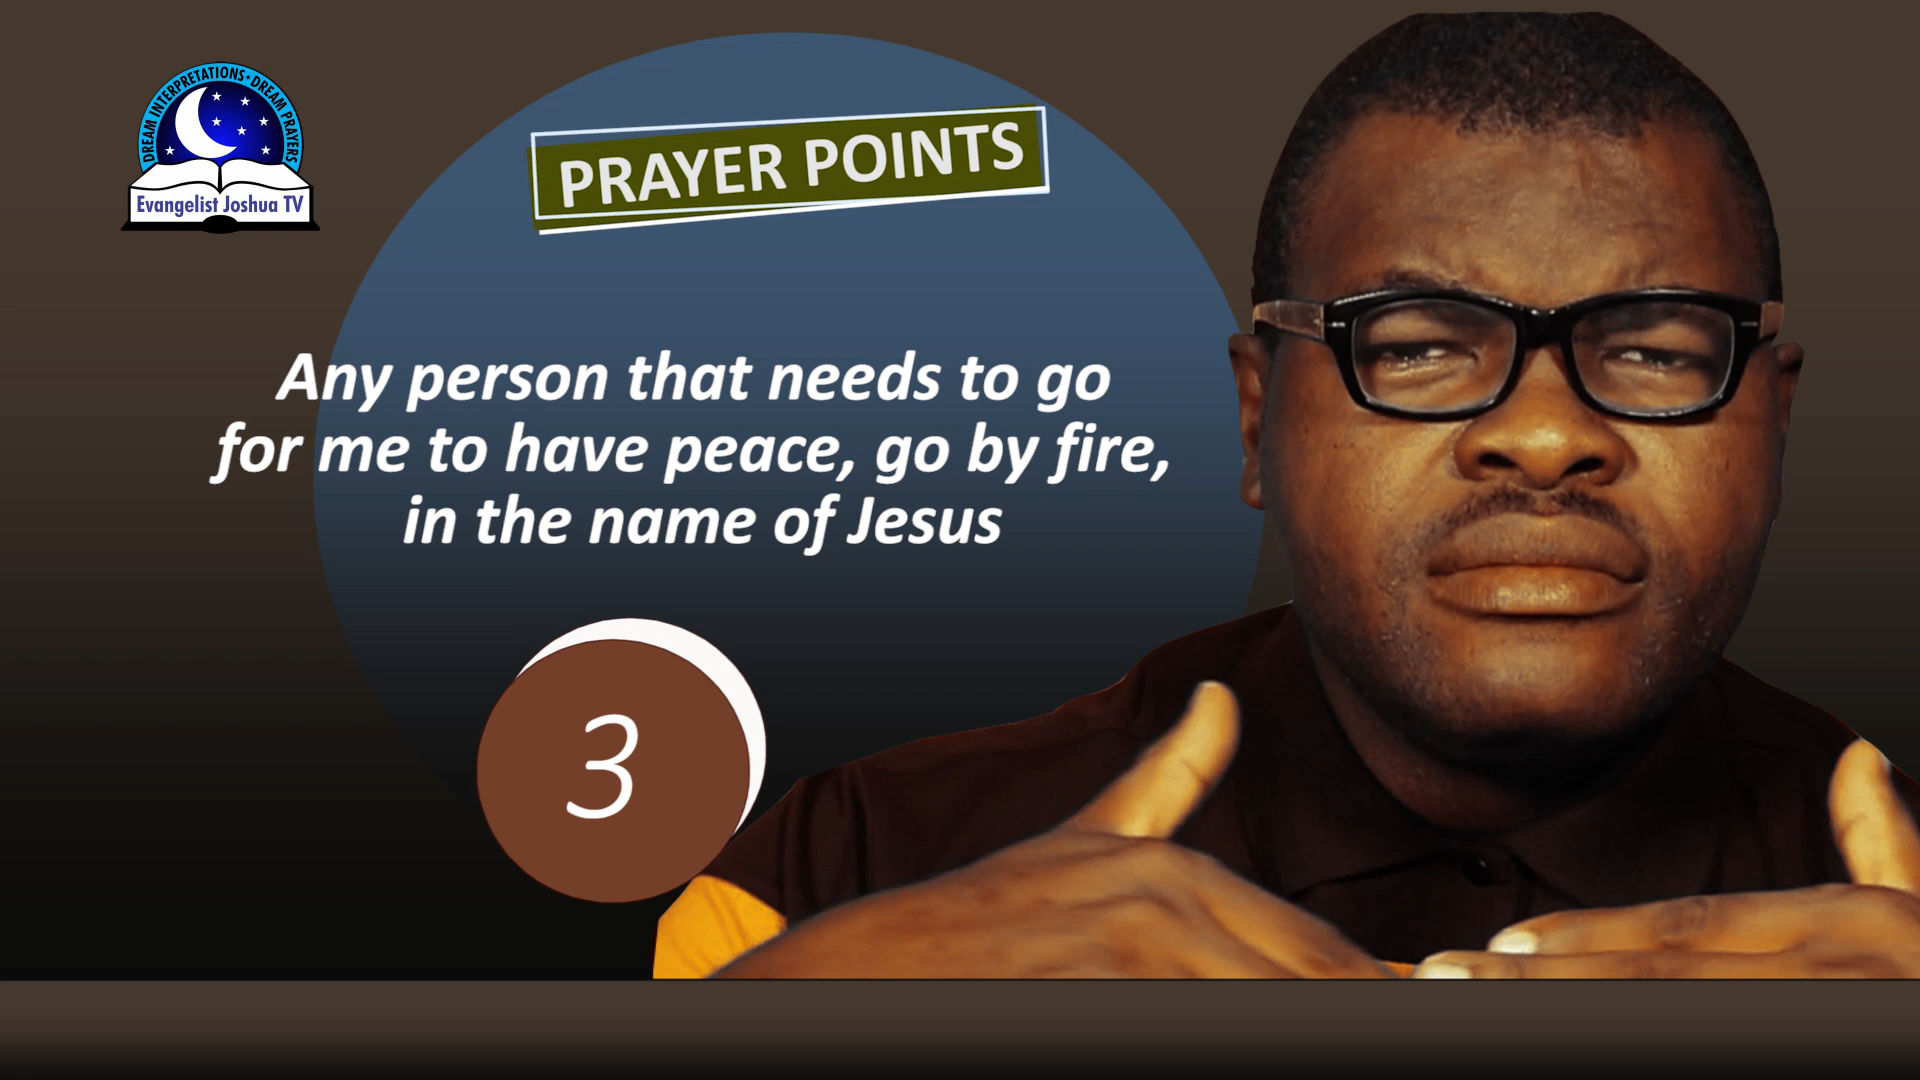 DREAM INTERPRETATIONS • DREAM PRAYERS
Evangelist Joshua TV
PRAYER POINTS
Any person that needs to go
for me to have peace, go by fire,
in the name of Jesus
3